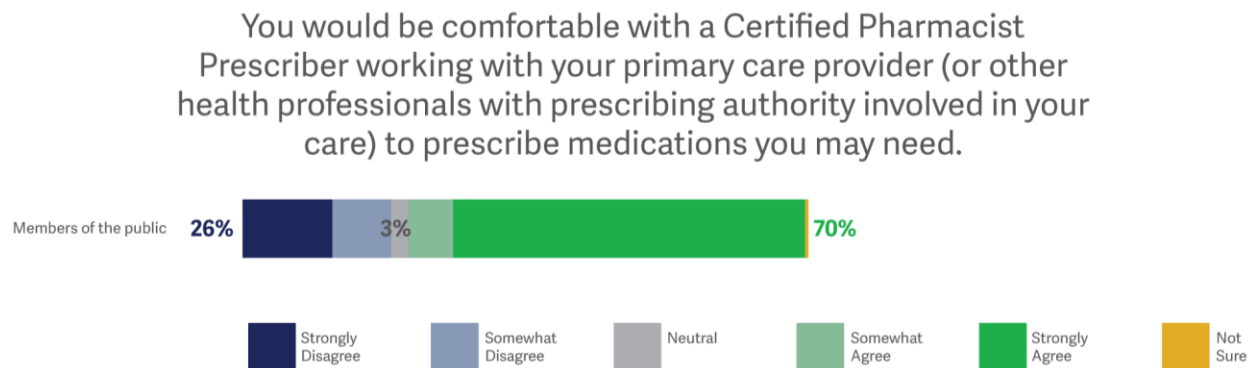 You would be comfortable with a Certified Pharmacist
Prescriber working with your primary care provider (or other
health professionals with prescribing authority involved in your
care) to prescribe medications you may need.
Members of the public 26% 3% 70%
Strongly
Disagree
Somewhat
Disagree
Neutral
Somewhat
Agree
Strongly
Agree
Not
Sure